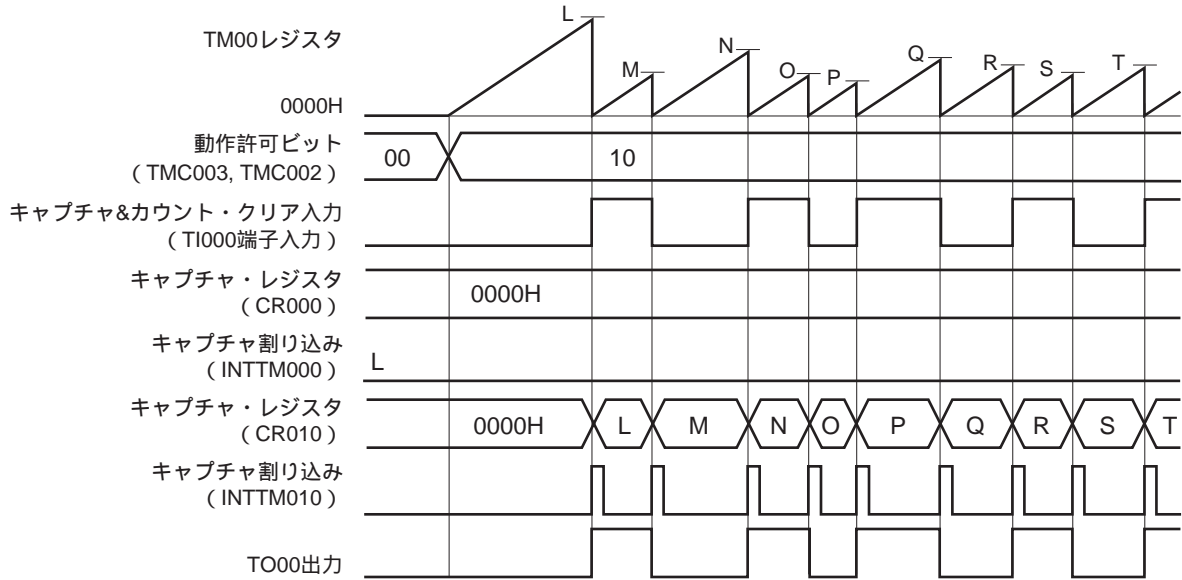 L
TM00レジスタ
N
Q
M
O
P
R
S
T
0000H
動作許可ビット
（TMC003, TMC002）
00
10
キャプチャ&カウント・クリア入力
（TI000端子入力）
キャプチャ・レジスタ
（CR000）
0000H
キャプチャ割り込み
（INTTM000）
L
キャプチャ・レジスタ
（CR010）
0000H
L
M
N
O
P
Q
R
S
T
キャプチャ割り込み
（INTTM010）
TO00出力